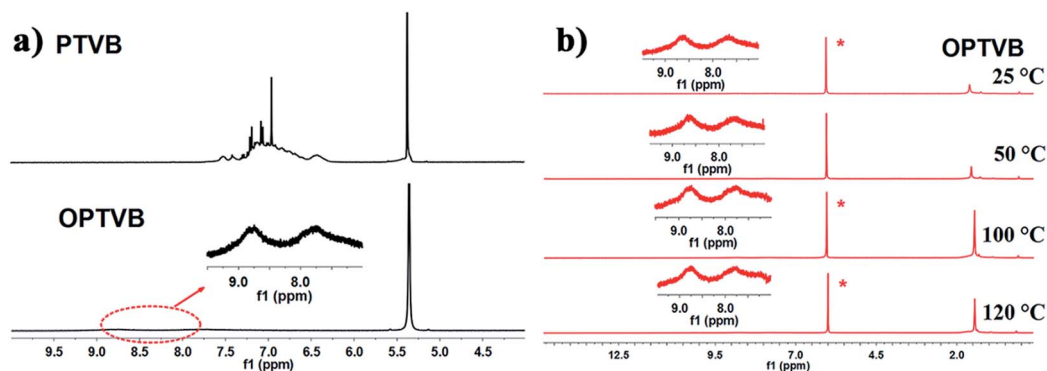 a) PTVB
OPTVB
9.0 8.0
f1 (ppm)
9.5 9.0 8.5 8.0 7.5 7.0 6.5 6.0 5.5 5.0 4.5
f1 (ppm)
b) OPTVB
9.0 8.0
f1 (ppm)
*
25 °C
9.0 8.0
f1 (ppm)
50 °C
*
9.0 8.0
f1 (ppm)
100 °C
*
9.0 8.0
f1 (ppm)
120 °C
12.5 9.5 7.0 4.5 2.0
f1 (ppm)